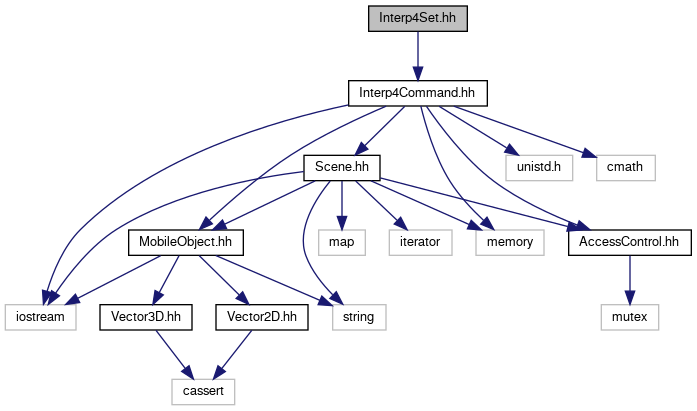 Interp4Set.hh
Interp4Command.hh
Scene.hh
unistd.h
cmath
MobileObject.hh
map
iterator
memory
AccessControl.hh
iostream
Vector3D.hh
Vector2D.hh
string
mutex
cassert